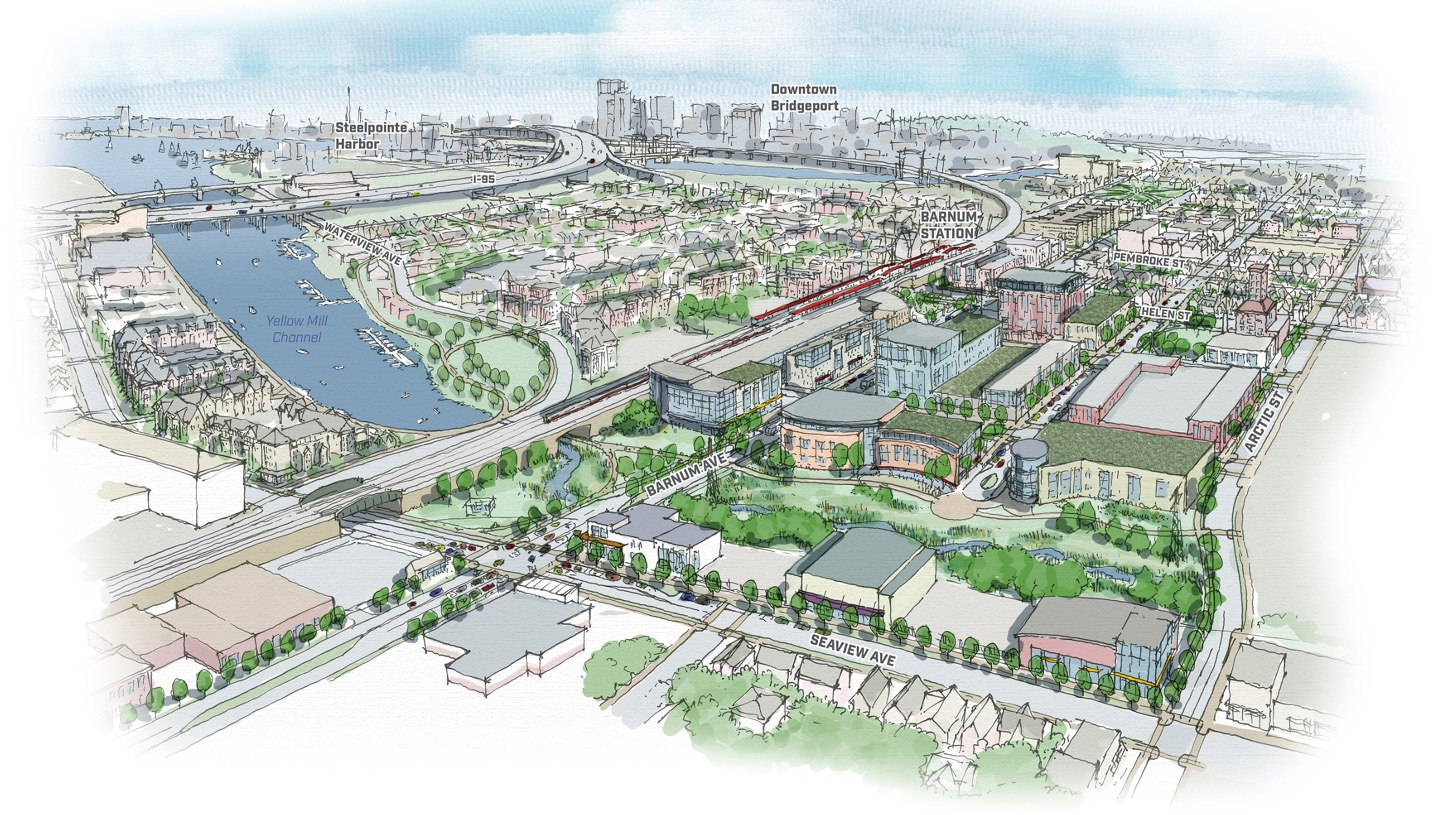 Downtown
Bridgeport
Steelpointe
Harbor
I-95
BARNUM
STATION
WATERVIEW AVE
PEMBROKE ST
HELEN ST
Yellow Mill
Channel
ARCTIC ST
BARNUM AVE
SEAVIEW AVE